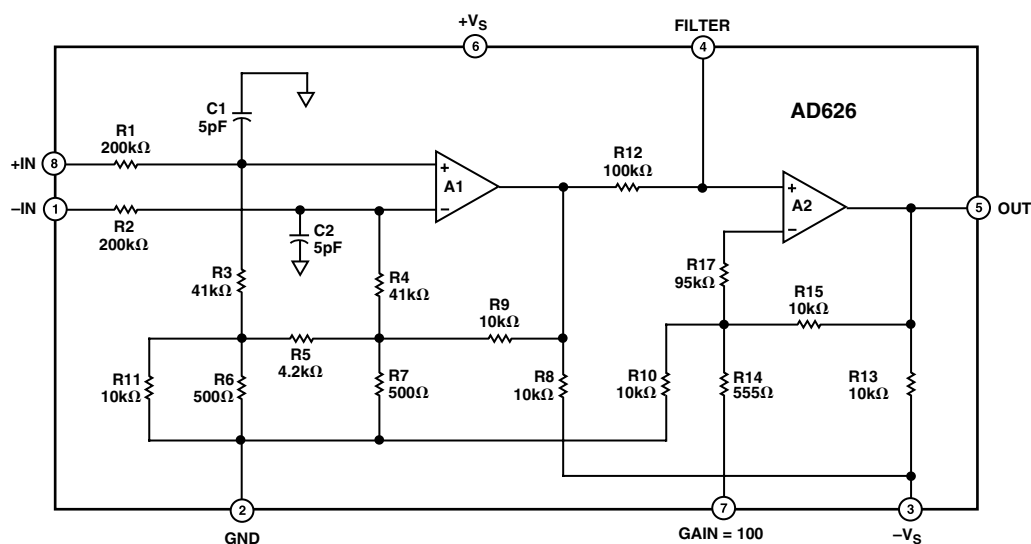 +VS
6
FILTER
4
AD626
C1
5pF
R1
200kΩ
+IN
8
+
A1
−
R12
100kΩ
+
A2
−
5
OUT
−IN
1
R2
200kΩ
C2
5pF
R3
41kΩ
R4
41kΩ
R9
10kΩ
R17
95kΩ
R15
10kΩ
R5
4.2kΩ
R11
10kΩ
R6
500Ω
R7
500Ω
R8
10kΩ
R10
10kΩ
R14
555Ω
R13
10kΩ
2
GND
7
GAIN = 100
3
−VS